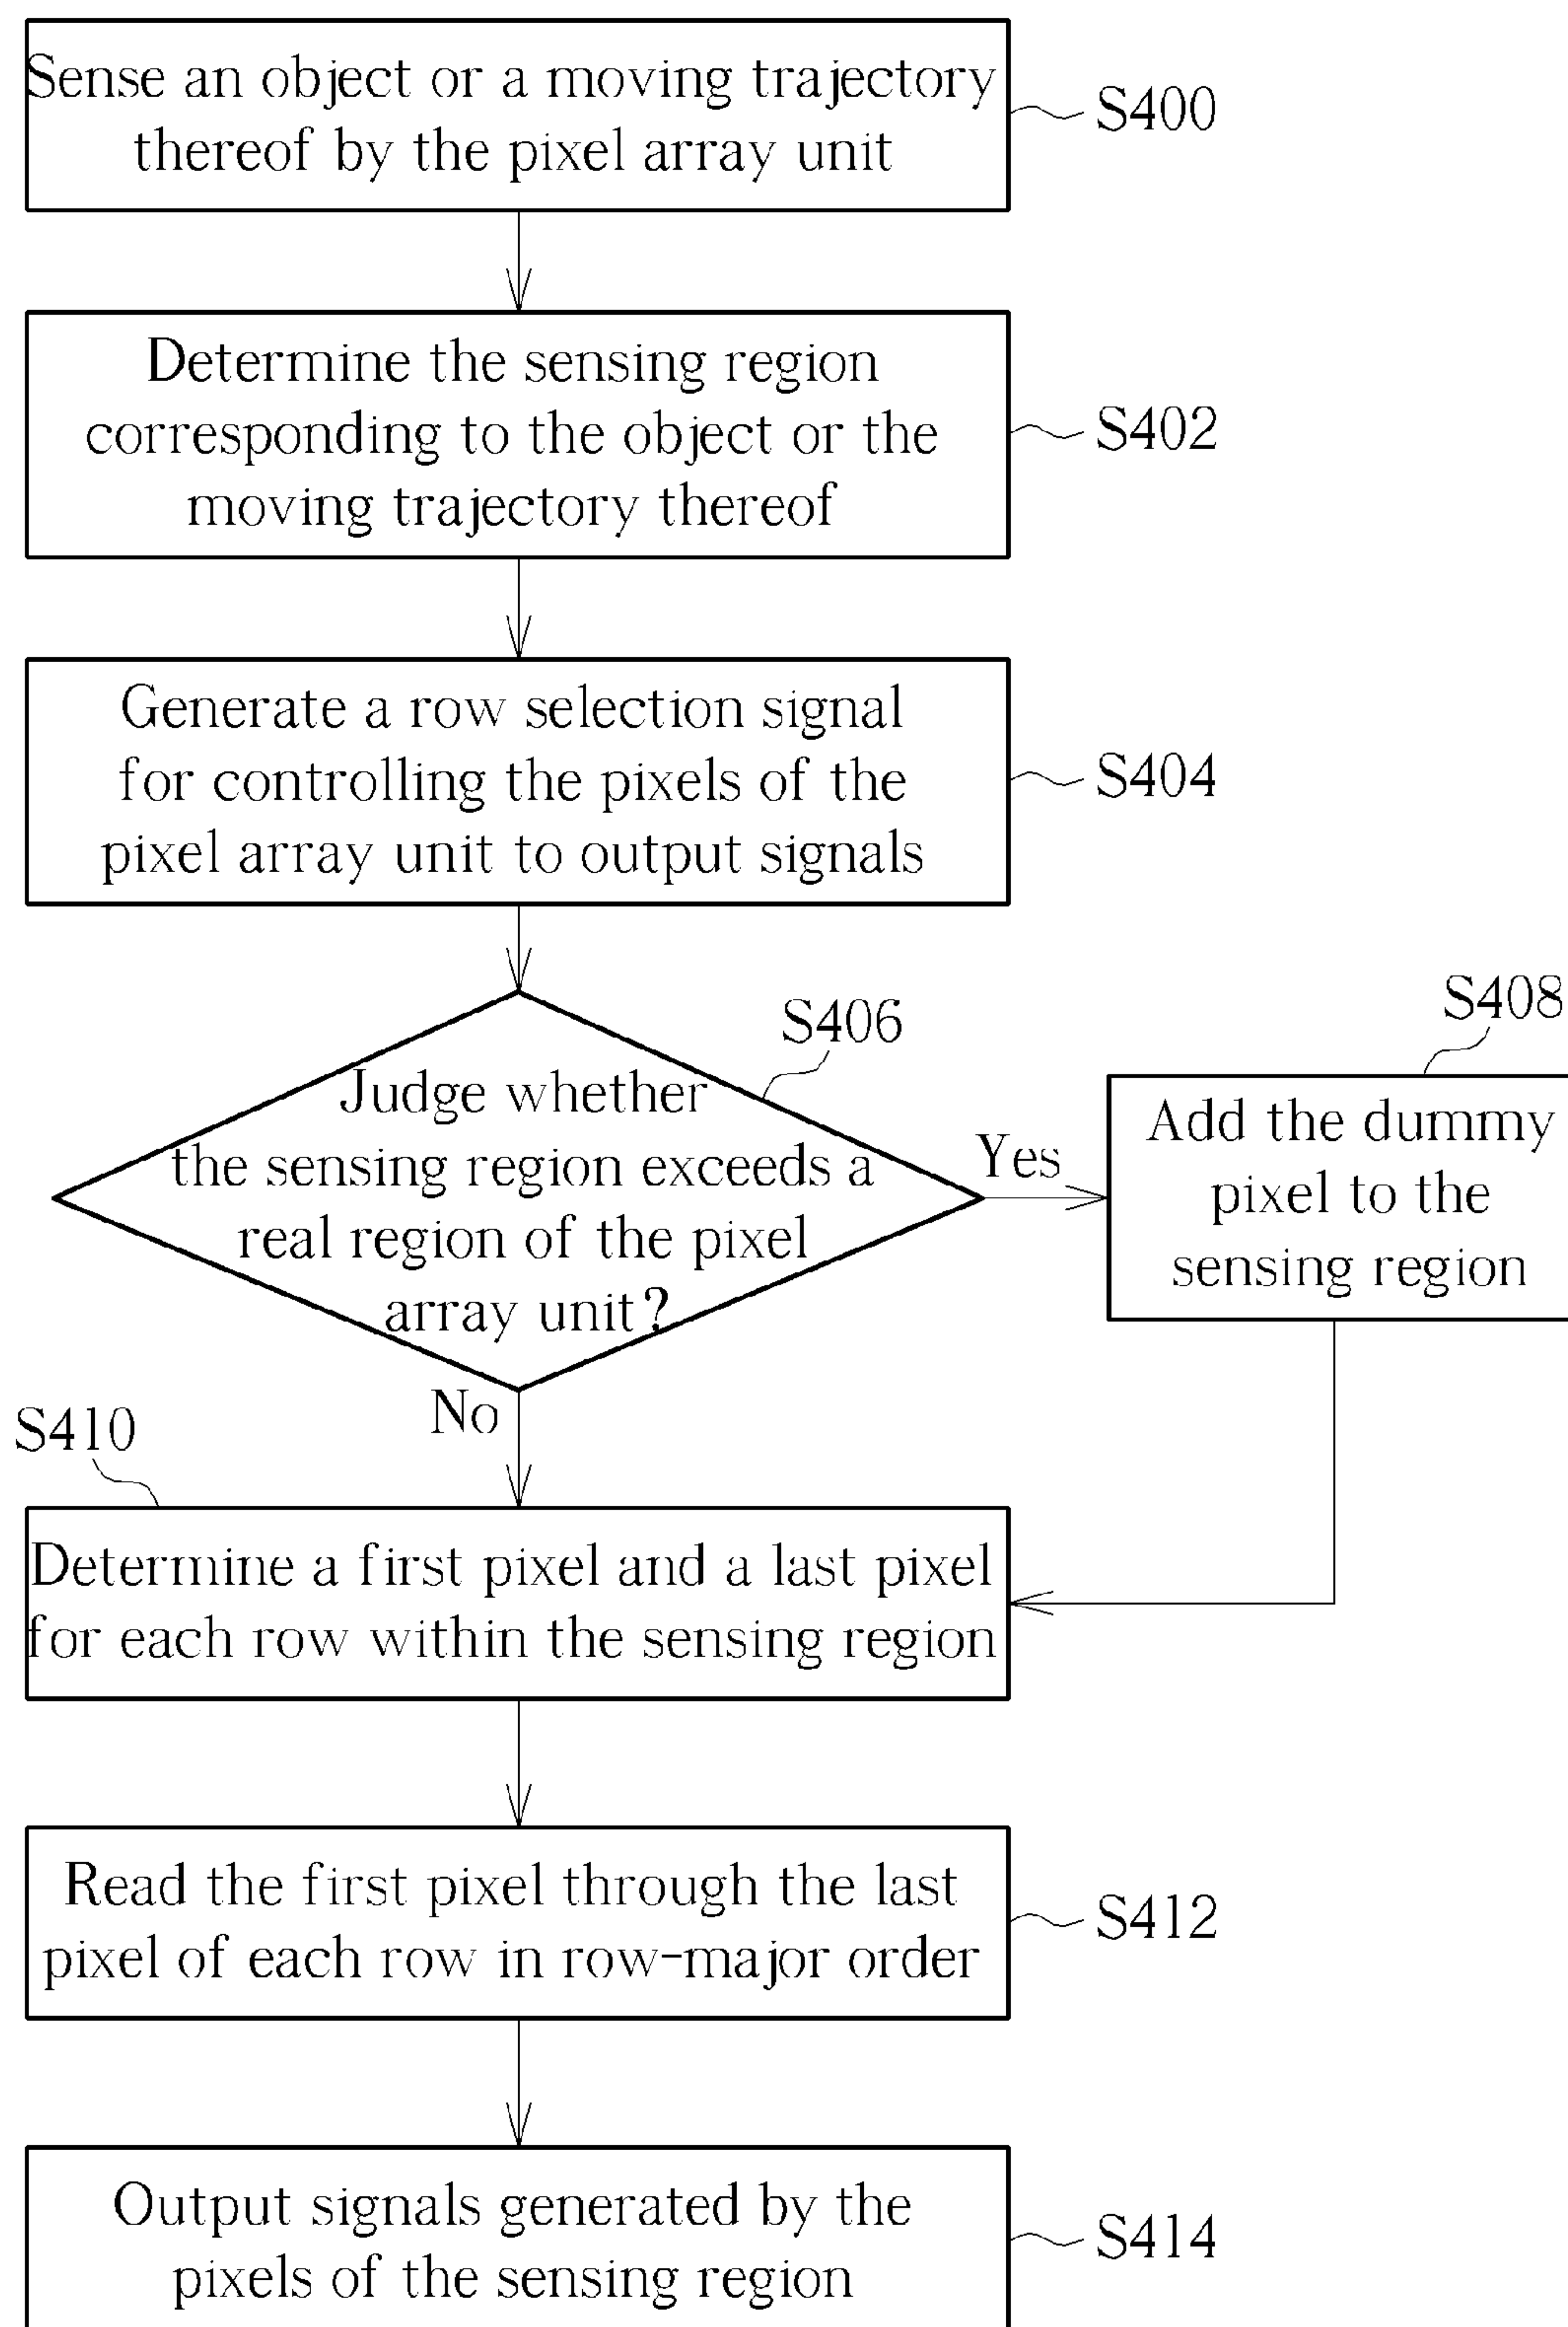 Sense an object or a moving trajectory
thereof by the pixel array unit
S400
Determine the sensing region
corresponding to the object or the
moving trajectory thereof
S402
Generate a row selection signal
for controlling the pixels of the
pixel array unit to output signals
S404
S406
Judge whether
the sensing region exceeds a
real region of the pixel
array unit?
Yes
S408
Add the dummy
pixel to the
sensing region
No
S410
Determine a first pixel and a last pixel
for each row within the sensing region
Read the first pixel through the last
pixel of each row in row-major order
S412
Output signals generated by the
pixels of the sensing region
S414